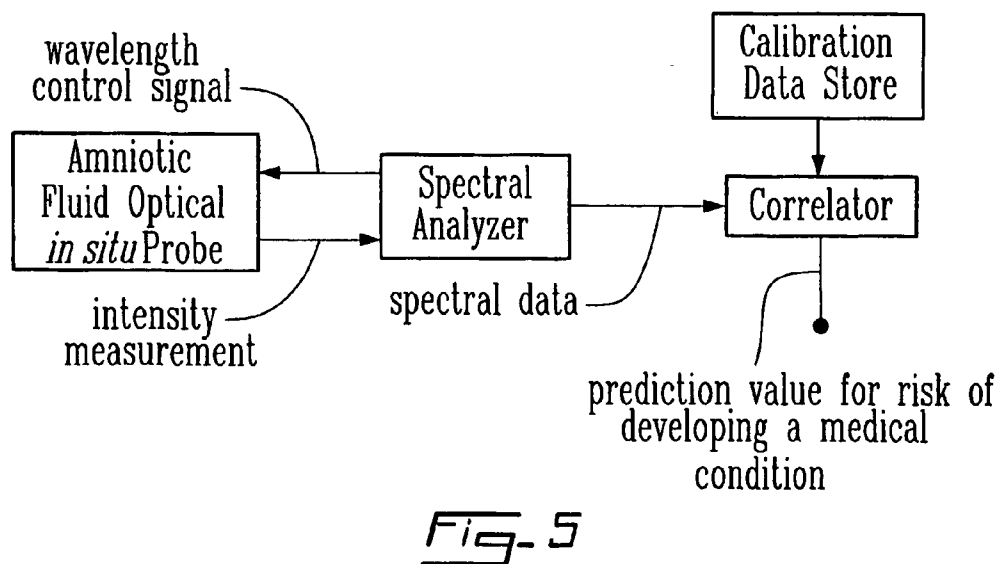 wavelength
control signal
Calibration
Data Store
Amniotic
Fluid Optical
in situ Probe
Spectral
Analyzer
Correlator
intensity
measurement
spectral data
prediction value for risk of
developing a medical
condition
Fig- 5